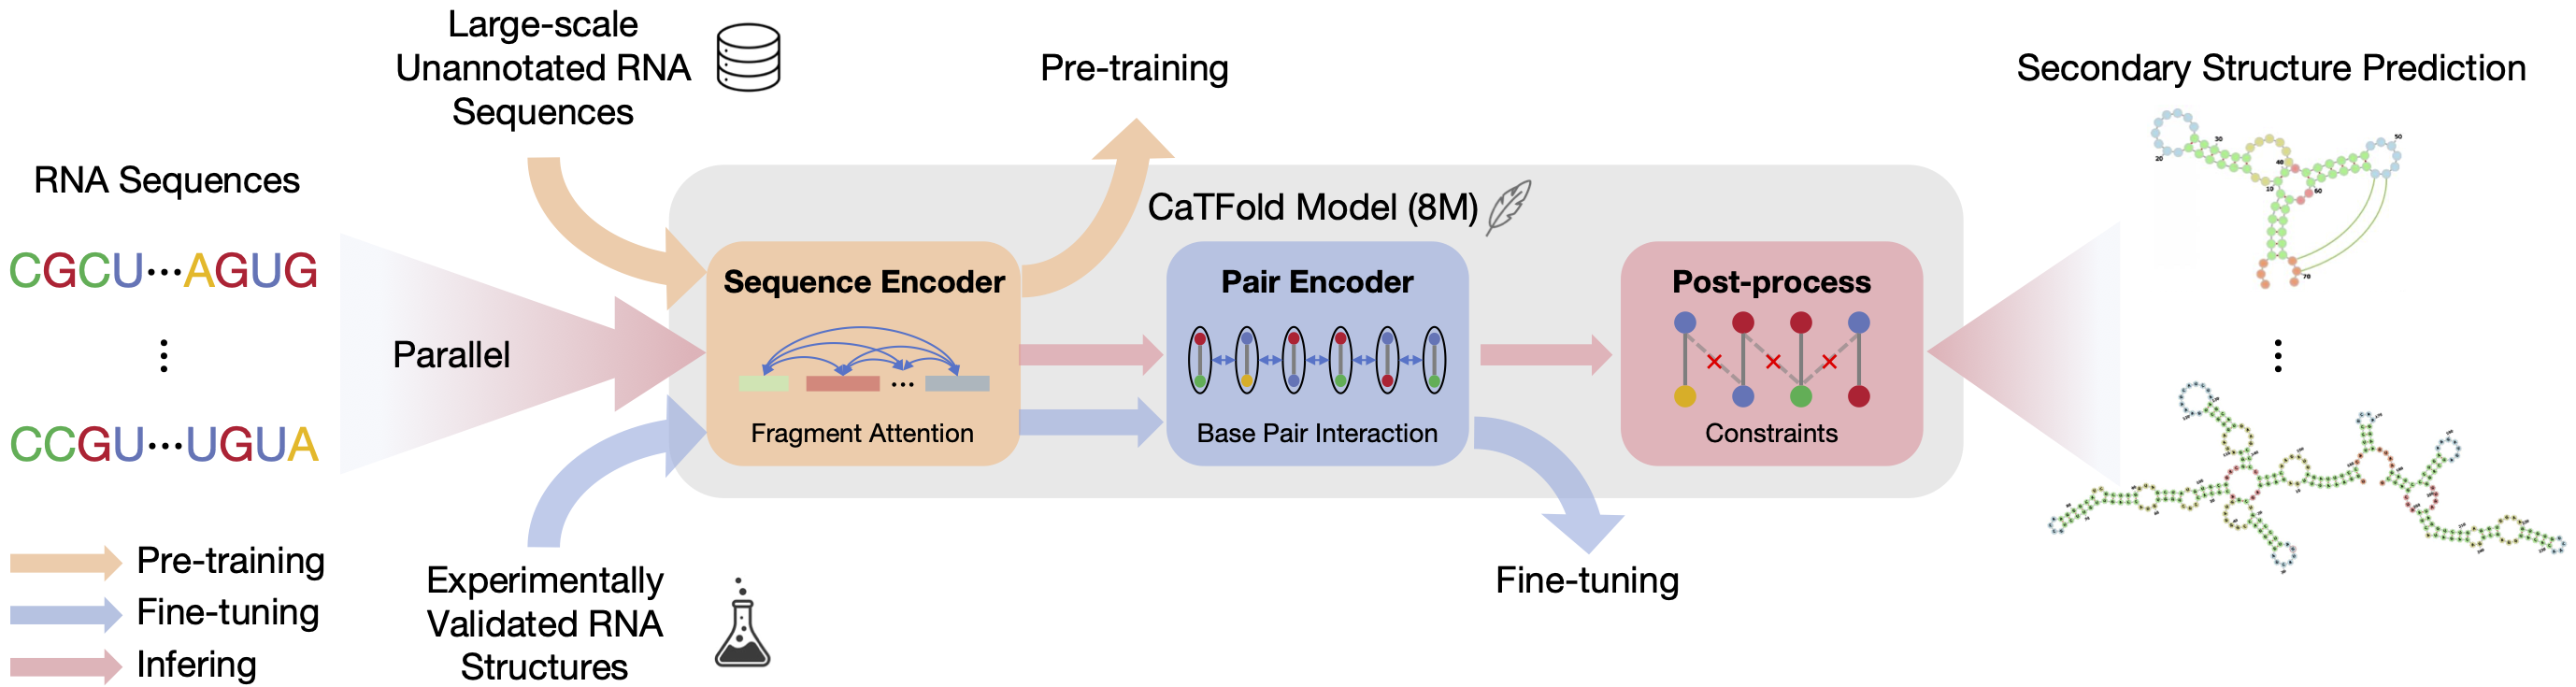 Large-scale
Unannotated RNA
Sequences
Pre-training
Secondary Structure Prediction
RNA Sequences
CaTFold Model (8M)
CGCU···AGUG
CCGU···UGUA
Parallel
Sequence Encoder
Fragment Attention
Pair Encoder
Base Pair Interaction
Post-process
Constraints
20
30
40
50
10
60
70
Pre-training
Fine-tuning
Infering
Experimentally
Validated RNA
Structures
Fine-tuning